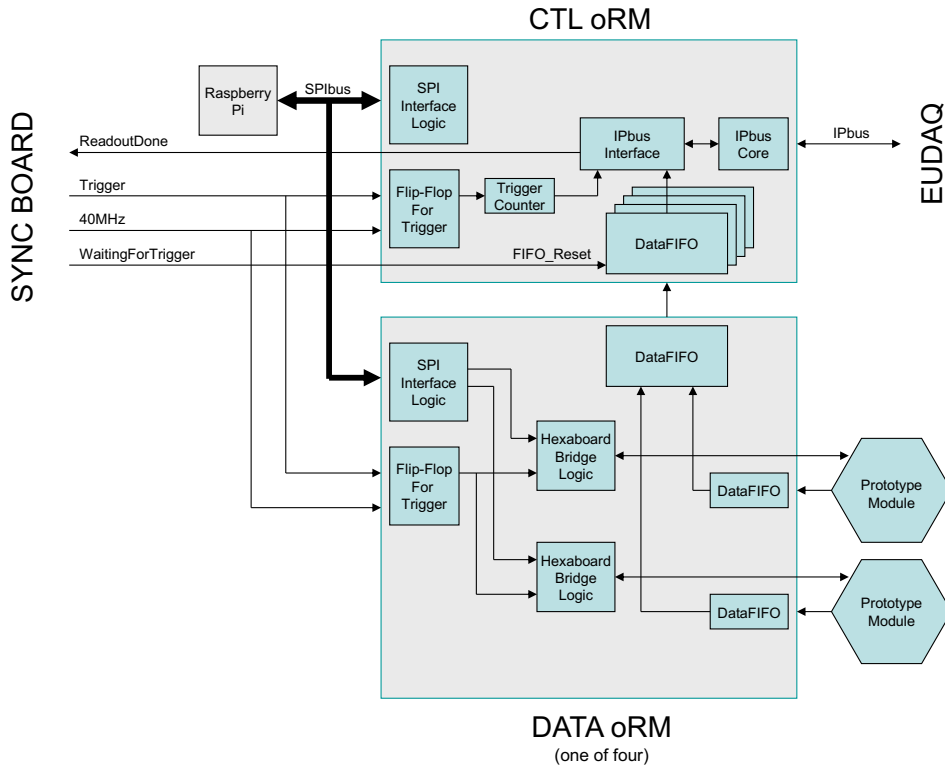 CTL oRM
SYNC BOARD
EUDAQ
Raspberry
Pi
SPIbus
SPI
Interface
Logic
ReadoutDone
IPbus
Interface
IPbus
Core
IPbus
Trigger
Flip-Flop
For
Trigger
Trigger
Counter
40MHz
WaitingForTrigger
FIFO_Reset
DataFIFO
DataFIFO
SPI
Interface
Logic
Hexaboard
Bridge
Logic
Flip-Flop
For
Trigger
DataFIFO
Prototype
Module
Hexaboard
Bridge
Logic
DataFIFO
Prototype
Module
DATA oRM
(one of four)